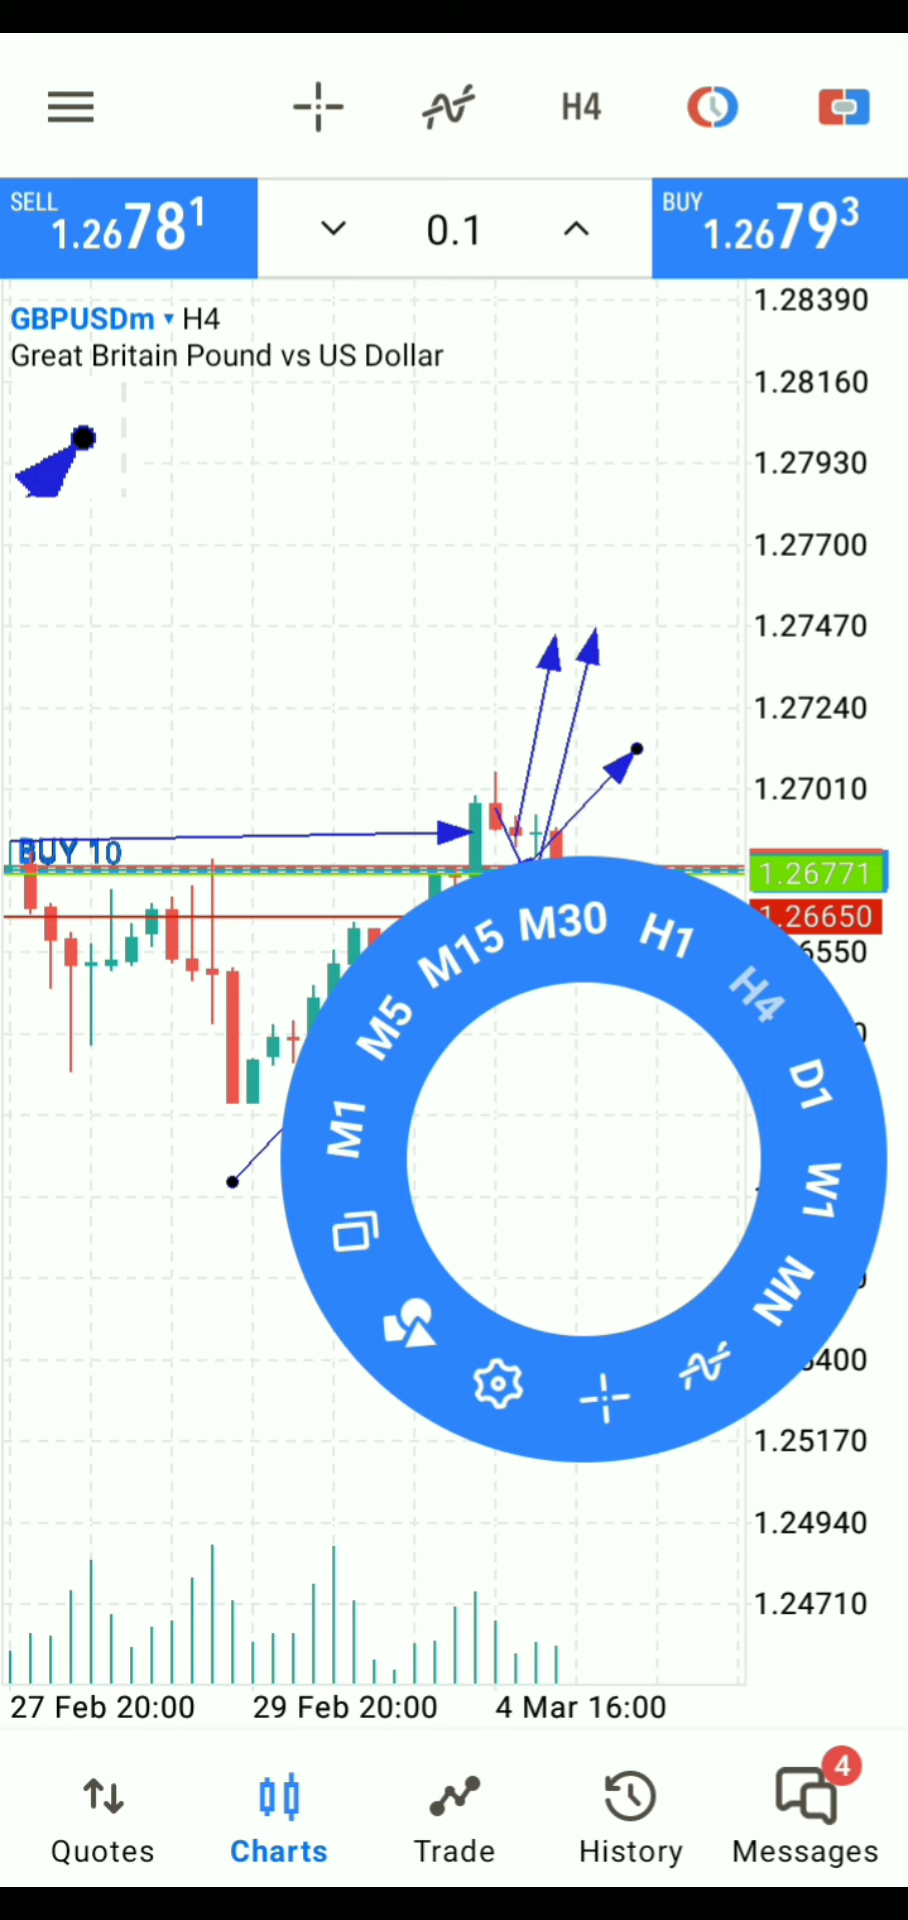 H4
SELL
1.26781
0.1
BUY
1.26793
GBPUSDm H4
Great Britain Pound vs US Dollar
1.28390
1.28160
1.27930
1.27700
1.27470
1.27240
1.27010
BUY 10
1.26771
1.26650
M1
M5
M15
M30
H1
H4
D1
W1
MN
1.25170
1.24940
1.24710
27 Feb 20:00
29 Feb 20:00
4 Mar 16:00
4
Quotes
Charts
Trade
History
Messages